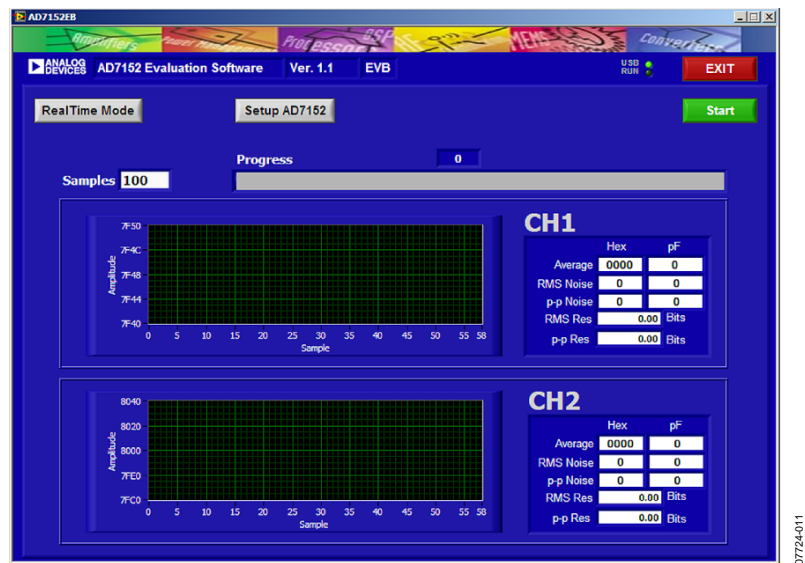 AD7152EB
Amplifiers Power Management Processors DSP MEMS Converters
ANALOG DEVICES AD7152 Evaluation Software Ver. 1.1 EVB USB RUN EXIT
RealTime Mode Setup AD7152 Start
Progress 0
Samples 100
CH1
Amplitude
7F50
7F4C
7F48
7F44
7F40
0 5 10 15 20 25 30 35 40 45 50 55 58
Sample
Hex pF
Average 0000 0
RMS Noise 0 0
p-p Noise 0 0
RMS Res 0.00 Bits
p-p Res 0.00 Bits
CH2
Amplitude
8040
8020
8000
7FE0
7FC0
0 5 10 15 20 25 30 35 40 45 50 55 58
Sample
Hex pF
Average 0000 0
RMS Noise 0 0
p-p Noise 0 0
RMS Res 0.00 Bits
p-p Res 0.00 Bits
07724-011